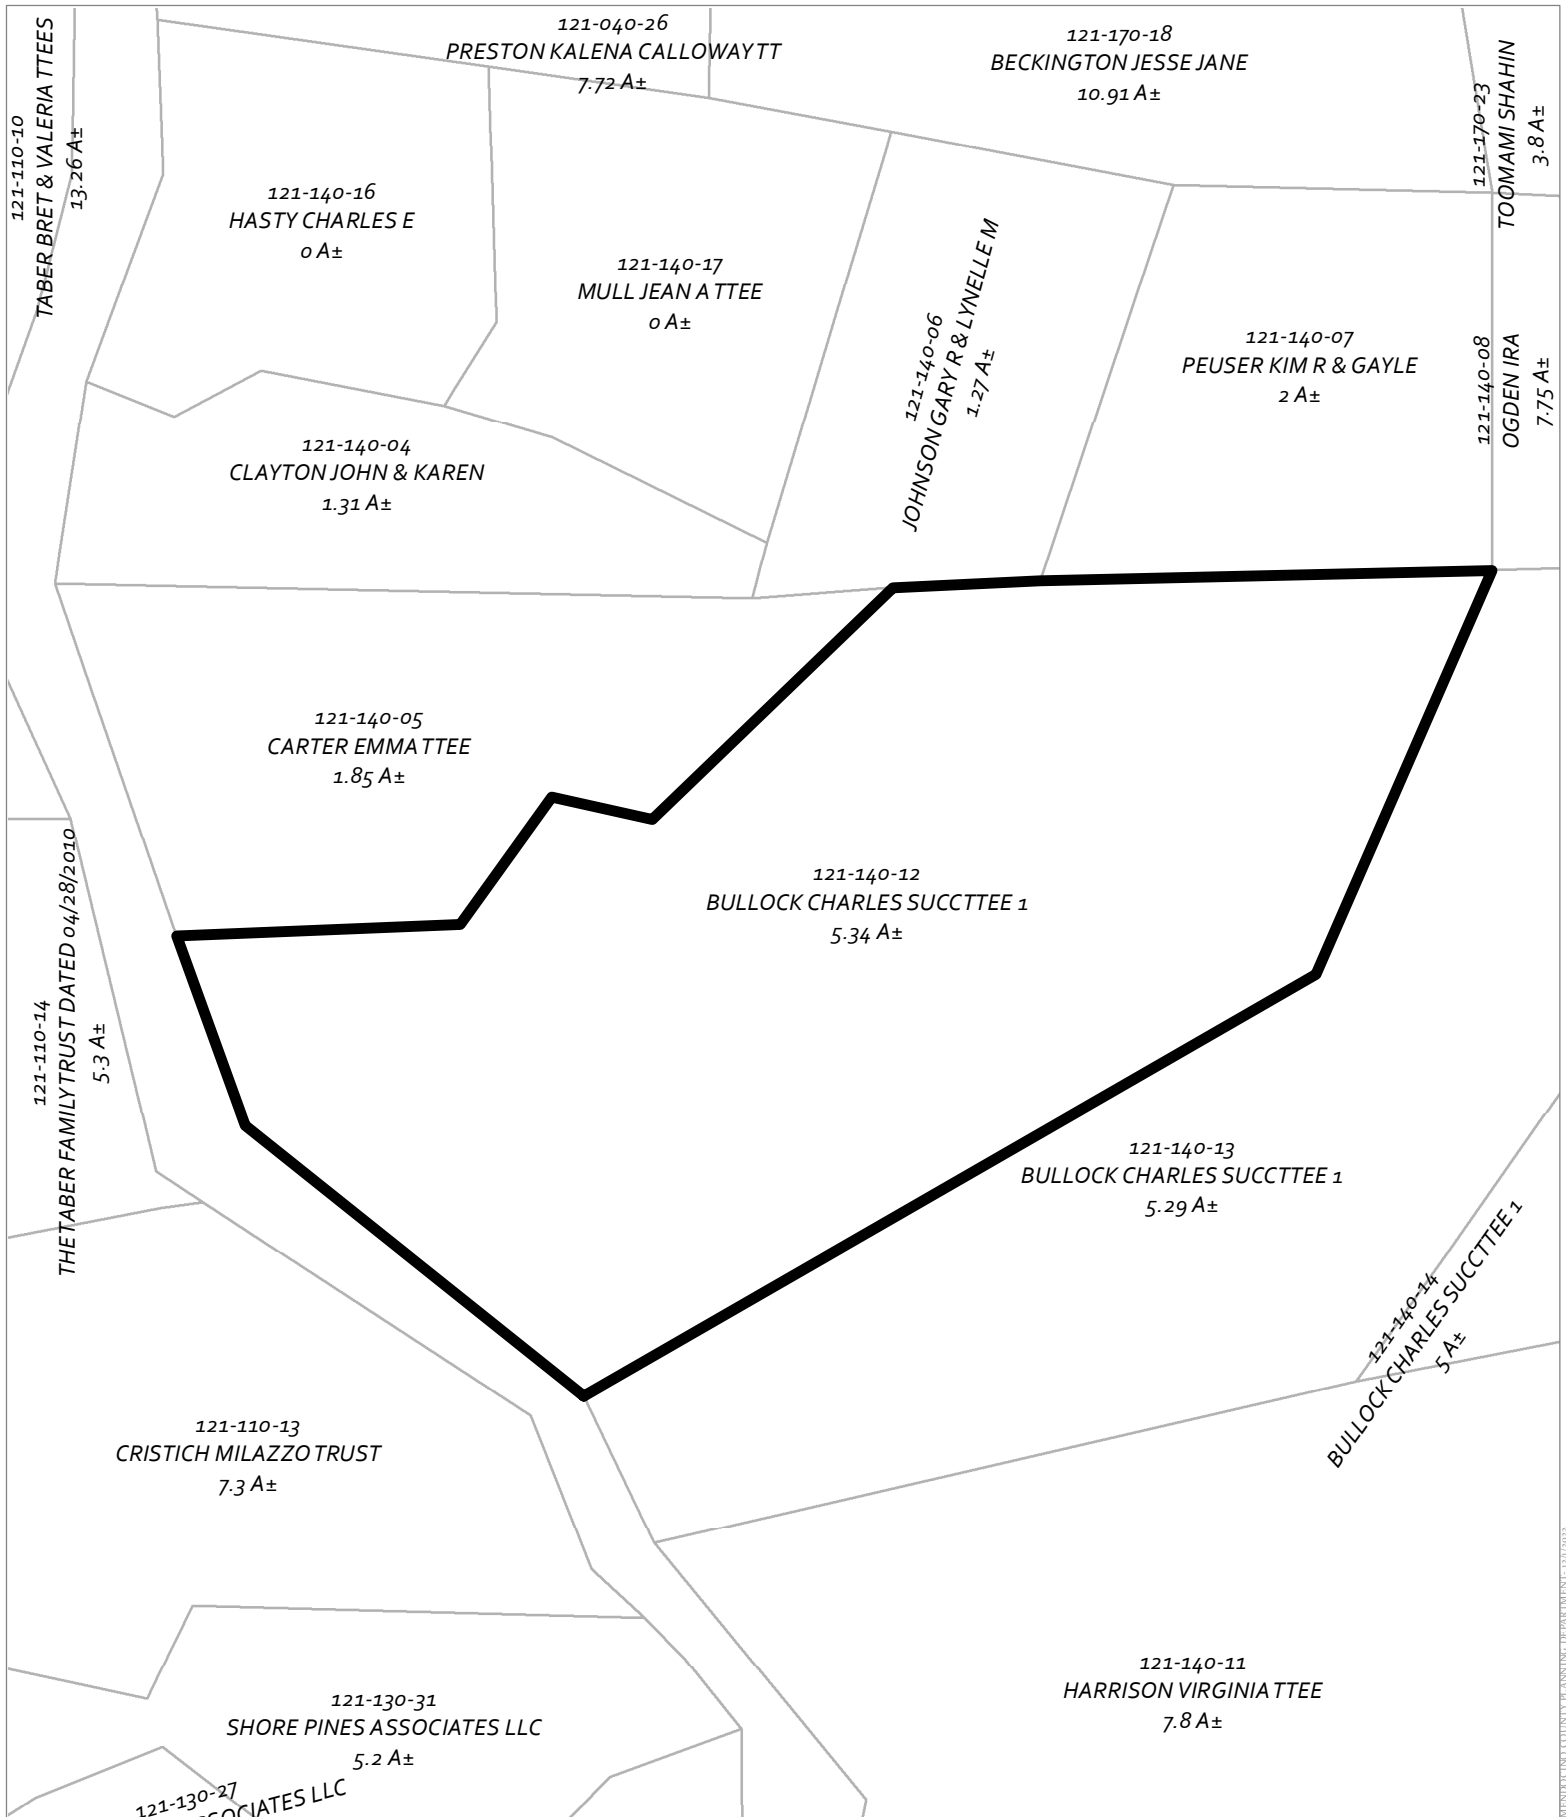 121-040-26
PRESTON KALENA CALLOWAY TT
7.72 A±
121-170-18
BECKINGTON JESSE JANE
10.91 A±
121-170-23
TOOMAMI SHAHIN
3.8 A±
121-110-10
TABER BRET & VALERIA TTEES
13.26 A±
121-140-16
HASTY CHARLES E
0 A±
121-140-17
MULL JEAN A TTEE
0 A±
121-140-06
JOHNSON GARY R & LYNELLE M
1.27 A±
121-140-07
PEUSER KIM R & GAYLE
2 A±
121-140-08
OGDEN IRA
7.75 A±
121-140-04
CLAYTON JOHN & KAREN
1.31 A±
121-140-05
CARTER EMMA TTEE
1.85 A±
121-140-12
BULLOCK CHARLES SUCCTTEE 1
5.34 A±
121-110-14
THE TABER FAMILY TRUST DATED 04/28/2010
5.3 A±
121-140-13
BULLOCK CHARLES SUCCTTEE 1
5.29 A±
121-140-14
BULLOCK CHARLES SUCCTTEE 1
5 A±
121-110-13
CRISTICH MILAZZO TRUST
7.3 A±
121-140-11
HARRISON VIRGINIA TTEE
7.8 A±
121-130-31
SHORE PINES ASSOCIATES LLC
5.2 A±
121-130-27
LLC
COUNTY PLANNING DEPARTMENT